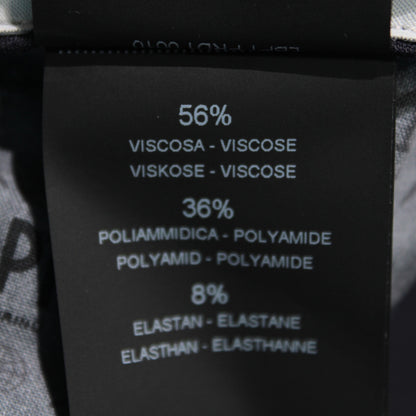 56%
VISCOSA - VISCOSE
VISKOSE - VISCOSE
36%
POLIAMMIDICA - POLYAMIDE
POLYAMID - POLYAMIDE
8%
ELASTAN - ELASTANE
ELASTHAN - ELASTHANNE